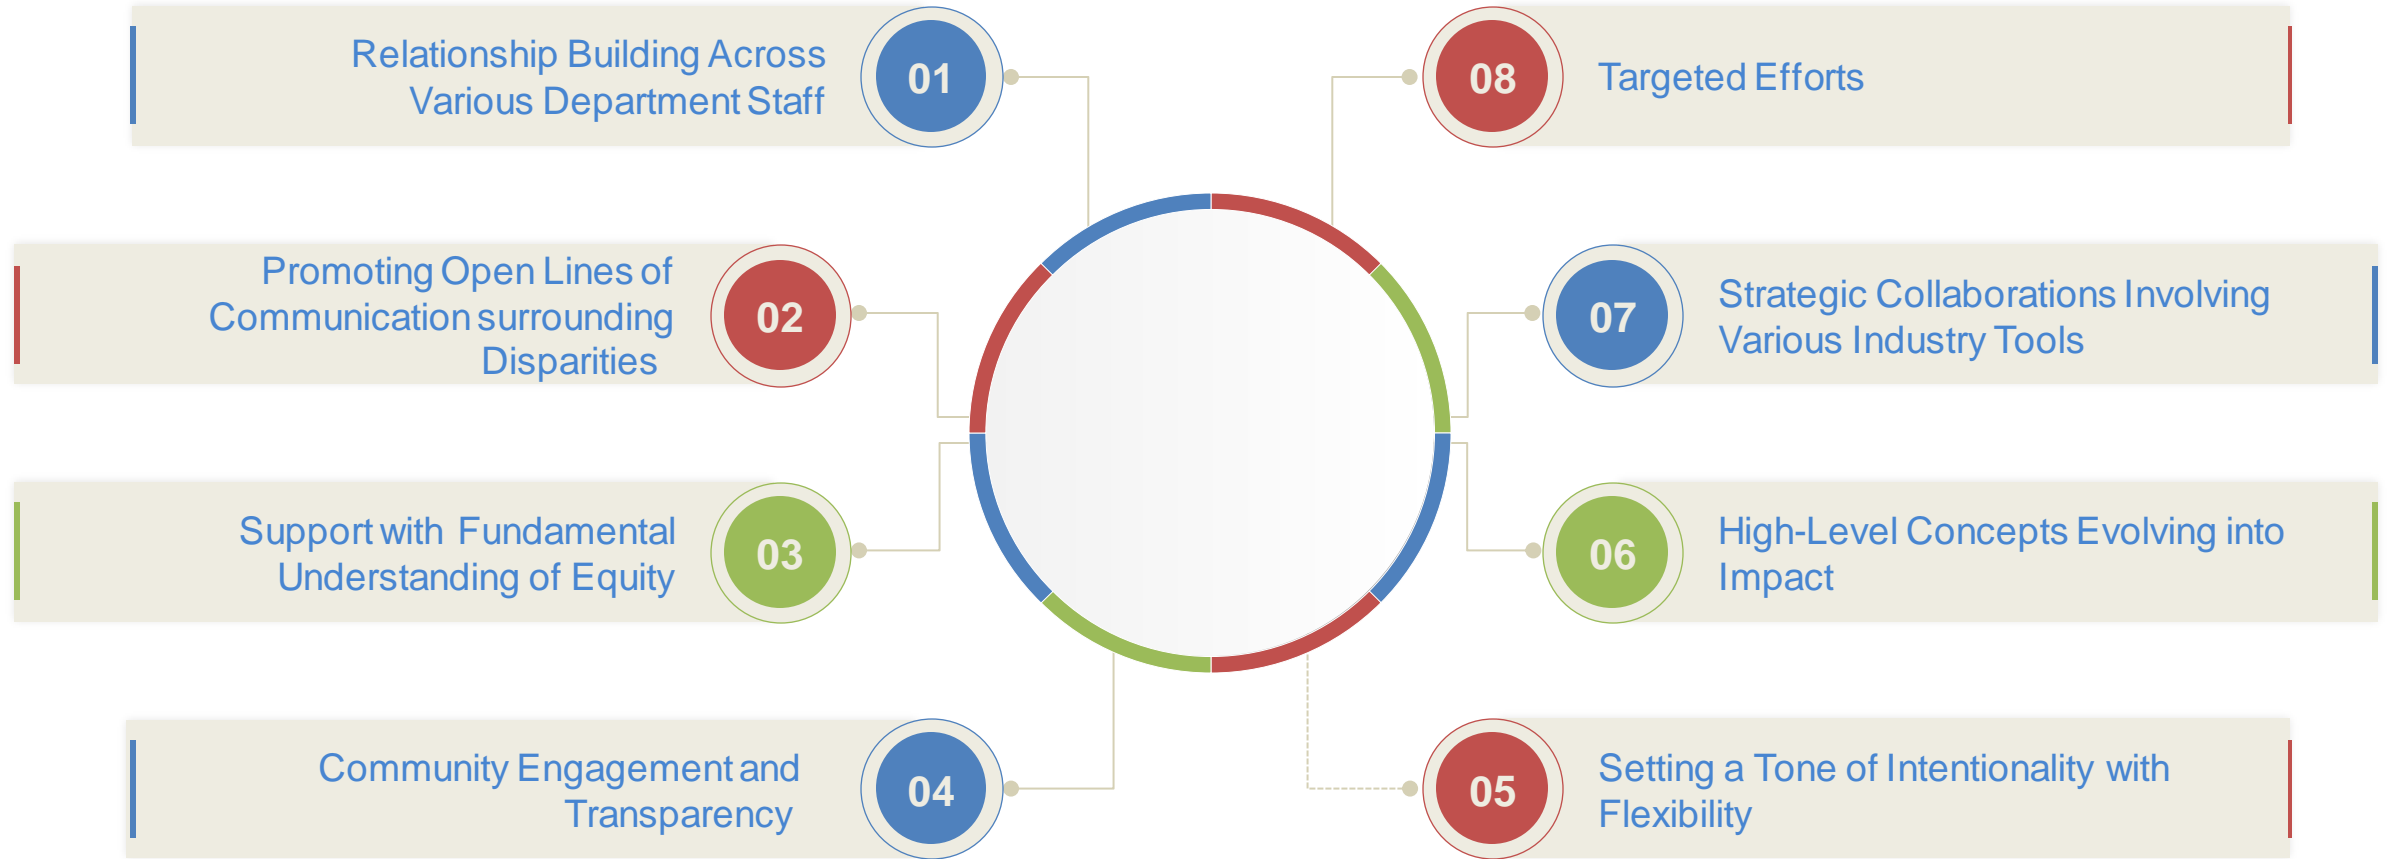 01
Relationship Building Across
Various Department Staff
02
Promoting Open Lines of
Communication surrounding
Disparities
03
Support with Fundamental
Understanding of Equity
04
Community Engagement and
Transparency
05
Setting a Tone of Intentionality with
Flexibility
06
High-Level Concepts Evolving into
Impact
07
Strategic Collaborations Involving
Various Industry Tools
08
Targeted Efforts